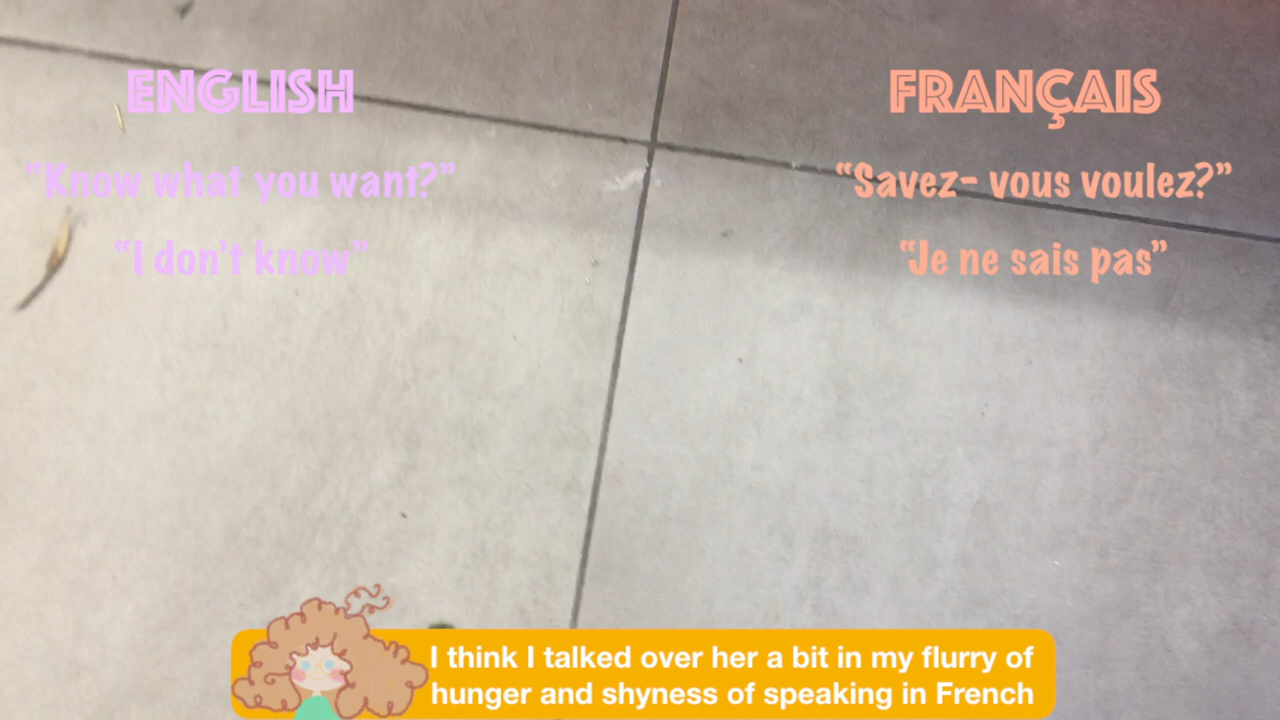 ENGLISH
"Know what you want?"
"I don't know"
FRANÇAIS
"Savez- vous voulez?"
"Je ne sais pas"
I think I talked over her a bit in my flurry of
hunger and shyness of speaking in French